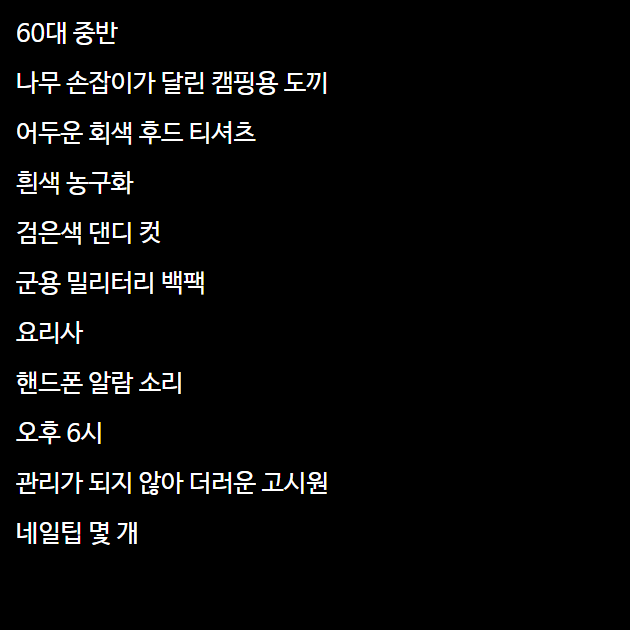 60대 중반
나무 손잡이가 달린 캠핑용 도끼
어두운 회색 후드 티셔츠
흰색 농구화
검은색 댄디 컷
군용 밀리터리 백팩
요리사
핸드폰 알람 소리
오후 6시
관리가 되지 않아 더러운 고시원
네일팁 몇 개